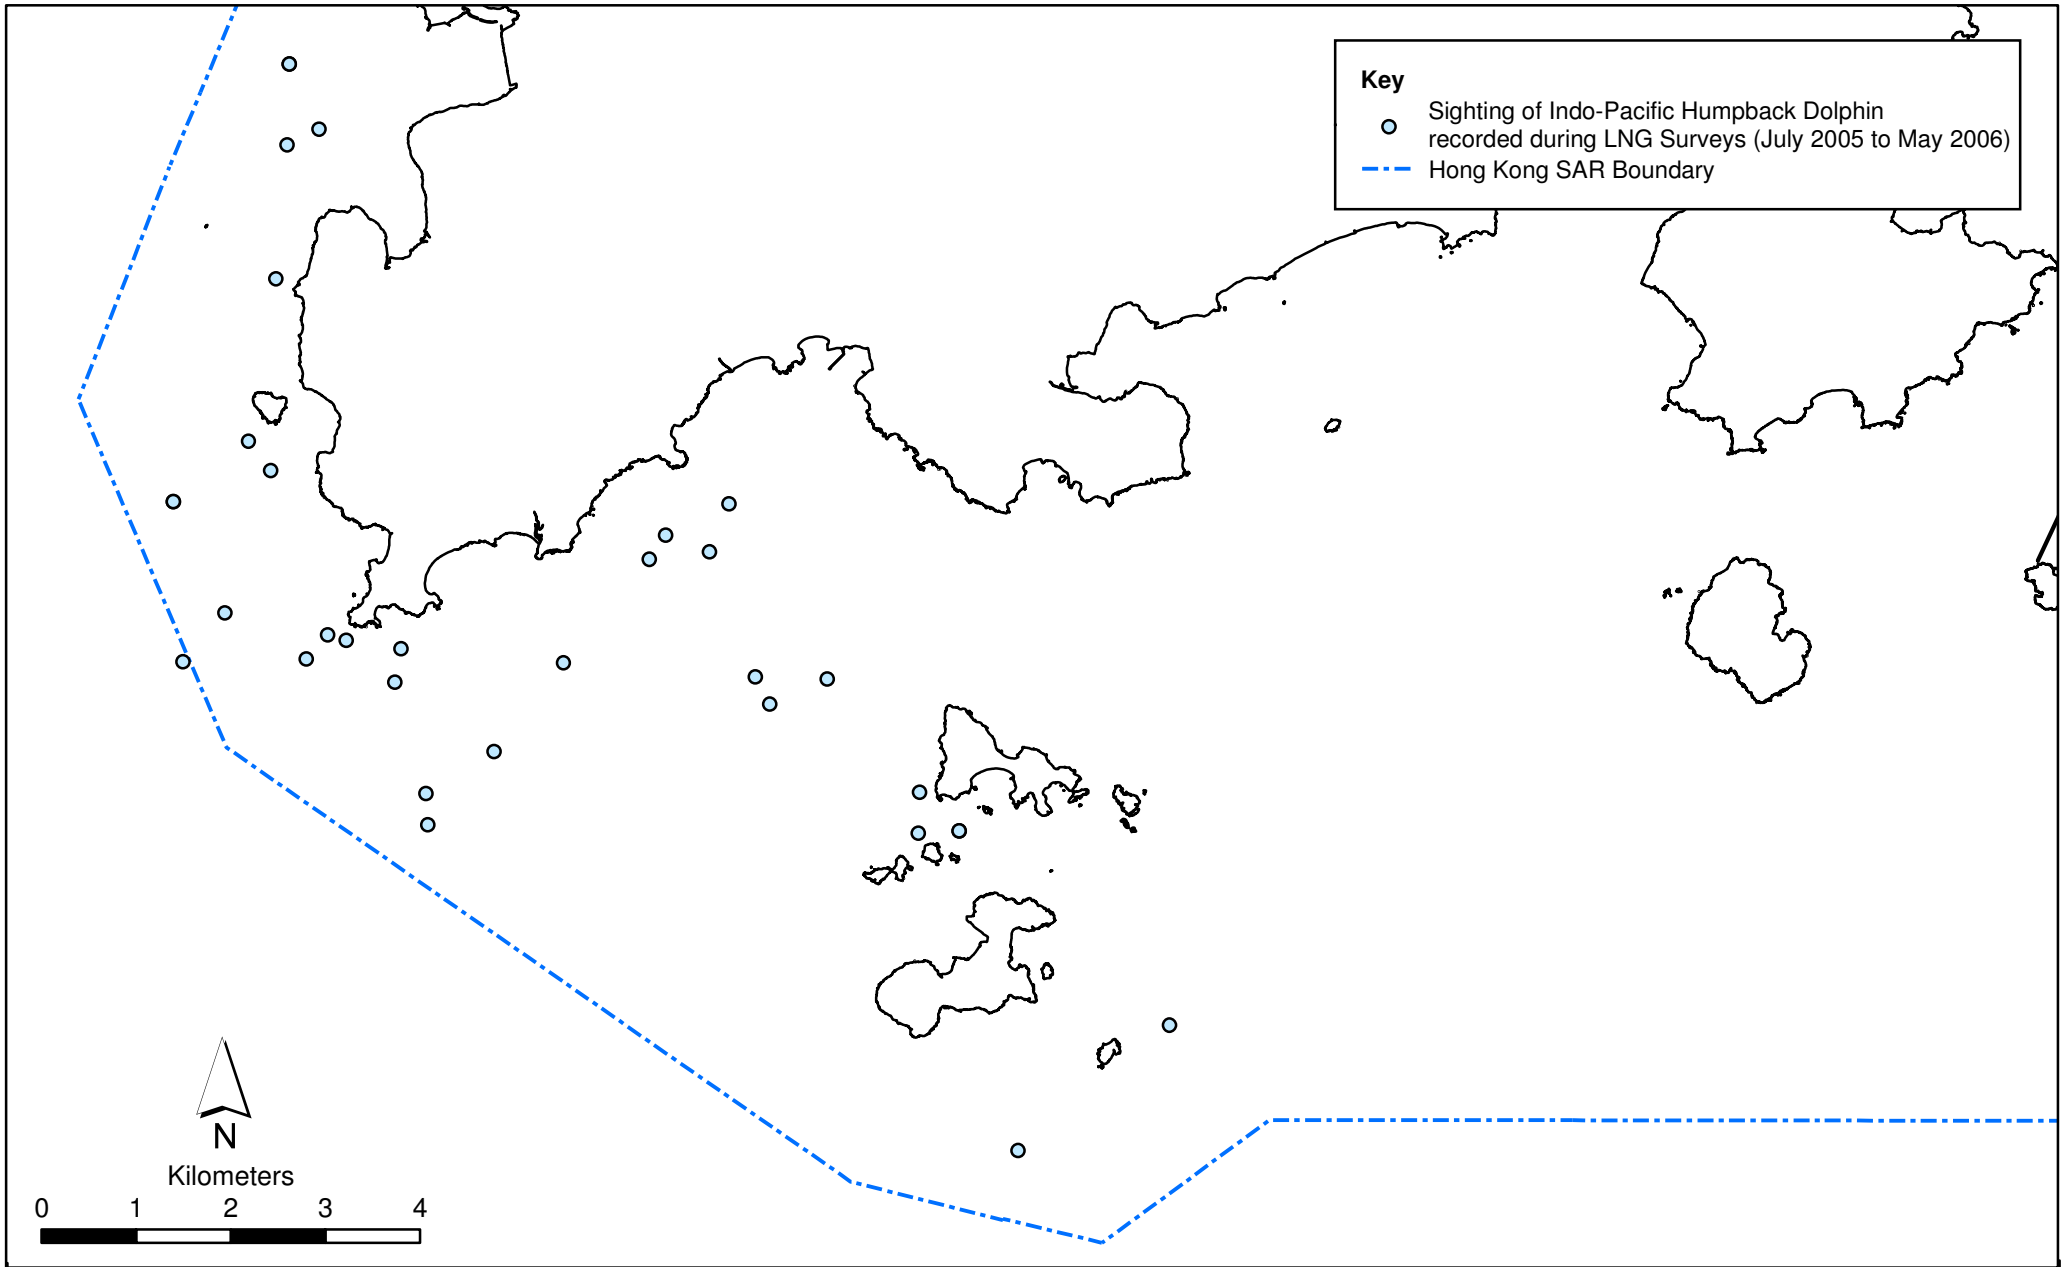 Key
Sighting of Indo-Pacific Humpback Dolphin
recorded during LNG Surveys (July 2005 to May 2006)
Hong Kong SAR Boundary
N
Kilometers
0 1 2 3 4